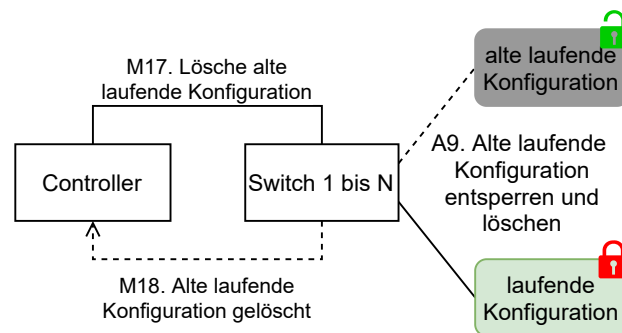 M17. Lösche alte
laufende Konfiguration
Controller
Switch 1 bis N
M18. Alte laufende
Konfiguration gelöscht
alte laufende
Konfiguration
A9. Alte laufende
Konfiguration
entsperren und
löschen
laufende
Konfiguration